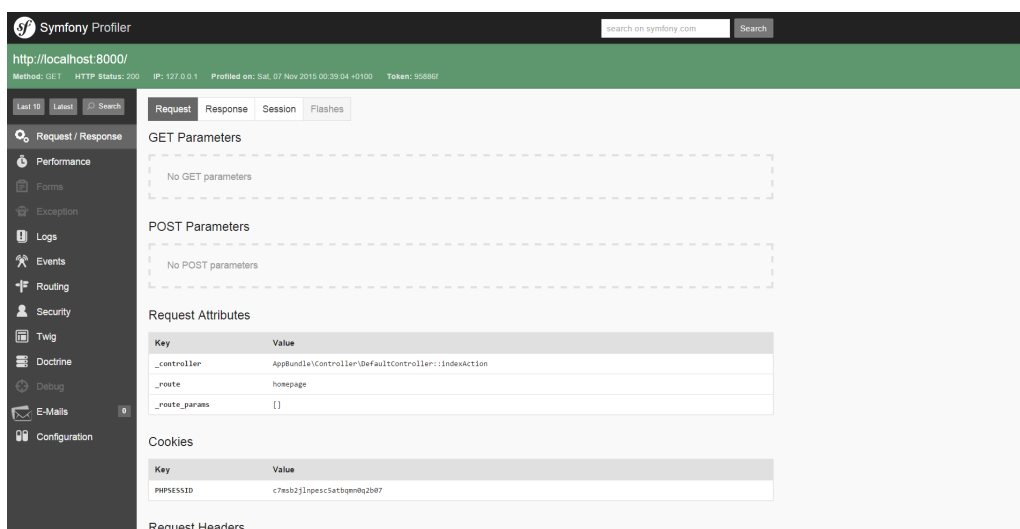 Symfony Profiler
search on symfony.com Search
http://localhost:8000/
Method: GET HTTP Status: 200 IP: 127.0.0.1 Profiled on: Sat, 07 Nov 2015 00:39:04 +0100 Token: 95886f
Last 10 Latest Search
Request Response Session Flashes
Request / Response
Performance
Forms
Exception
Logs
Events
Routing
Security
Twig
Doctrine
Debug
E-Mails 0
Configuration
GET Parameters
No GET parameters
POST Parameters
No POST parameters
Request Attributes
Key Value
_controller AppBundle\Controller\DefaultController::indexAction
_route homepage
_route_params []
Cookies
Key Value
PHPSESSID c7msb2jlnpesc5atbqmn0q2b07
Request Headers